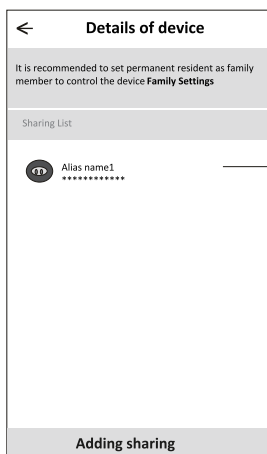 Details of device
It is recommended to set permanent resident as family
member to control the device Family Settings
Sharing List
Alias name1
************
Adding sharing